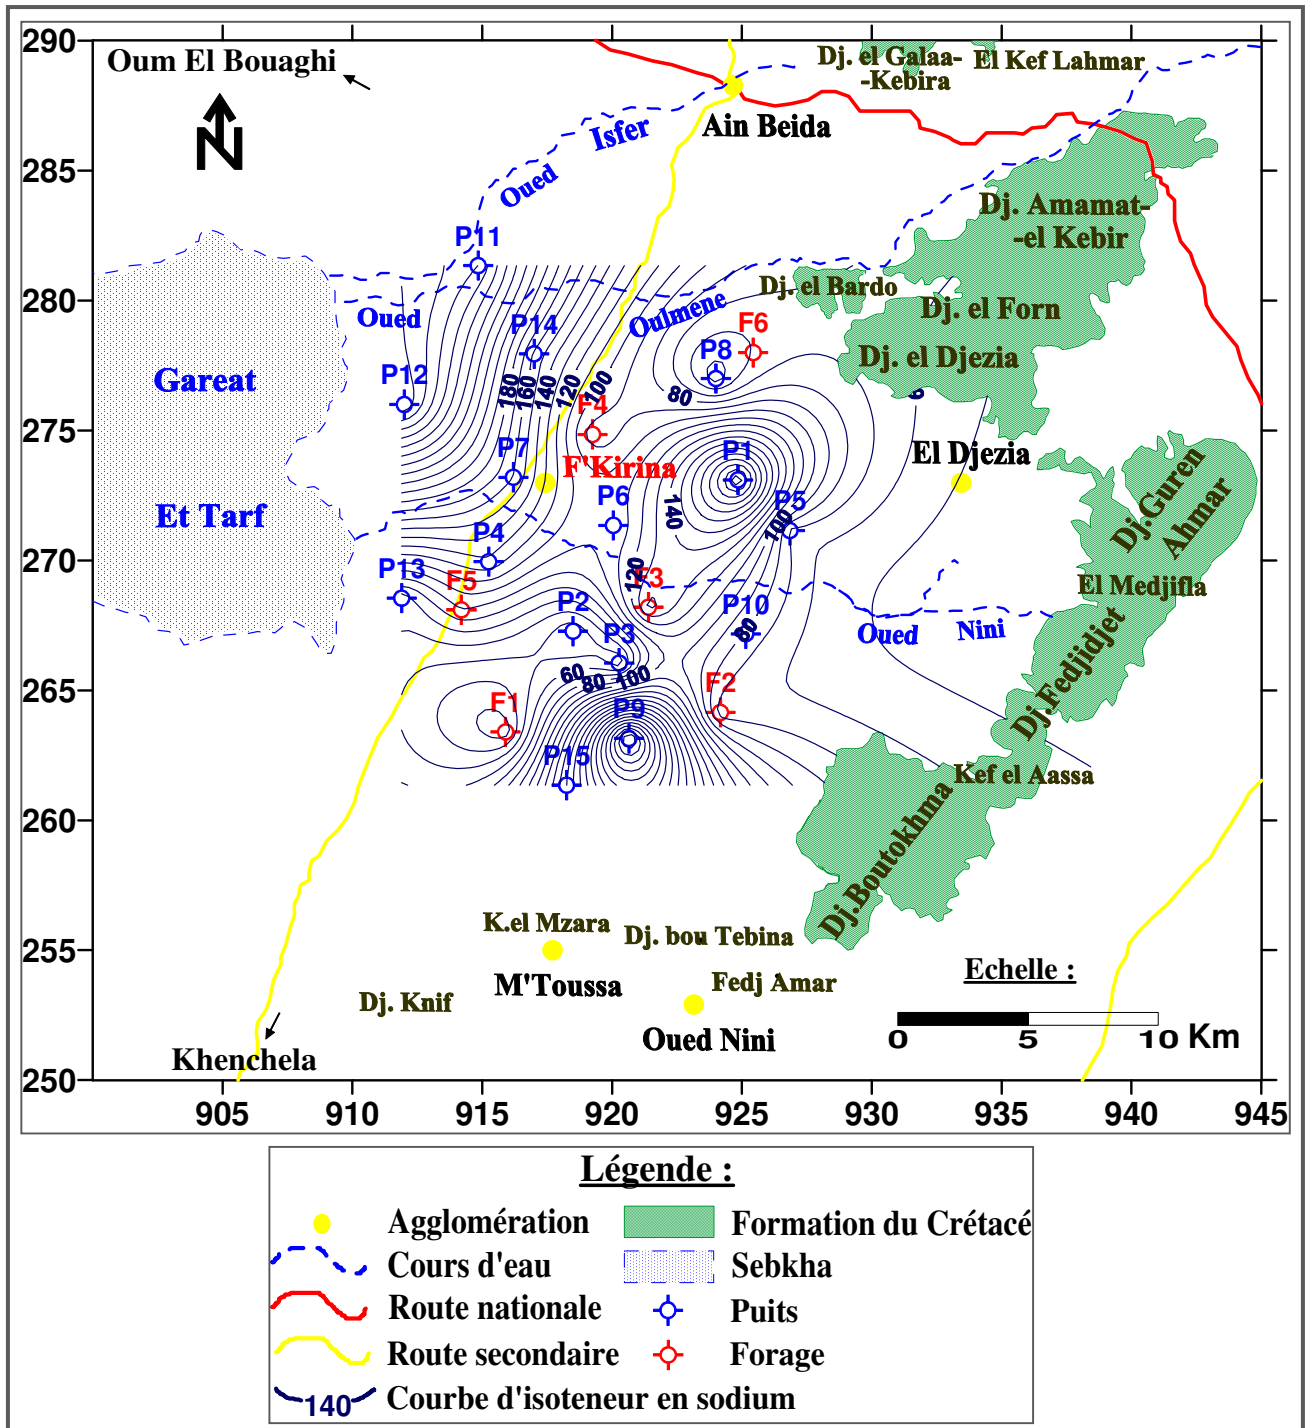 290
285
280
275
270
265
260
255
250
Oum El Bouaghi
N
Dj. el Galaa-
-Kebira
El Kef Lahmar
Ain Beida
Oued Isfer
Dj. Amamat-
-el Kebir
P11
Dj. el Bardo
Oued
Oulmene
Dj. el Forn
P14
F6
P8
Dj. el Djezia
Gareat
P12
180
160
140
120
100
80
F4
P7
F'Kirina
P1
El Djezia
Dj.Guren
Ahmar
Et Tarf
P6
140
P5
100
P4
P13
F5
120
F3
El Medjifla
P2
P10
80
P3
Oued Nini
Dj.Fedjidjet
60
80
100
F1
F2
P9
P15
Kef el Aassa
Dj.Boutokhma
K.el Mzara
Dj. bou Tebina
M'Toussa
Fedj Amar
Dj. Knif
Oued Nini
Echelle :
0 5 10 Km
Khenchela
905 910 915 920 925 930 935 940 945
Légende :
Agglomération
Formation du Crétacé
Cours d'eau
Sebkha
Route nationale
Puits
Route secondaire
Forage
140
Courbe d'isoteneur en sodium